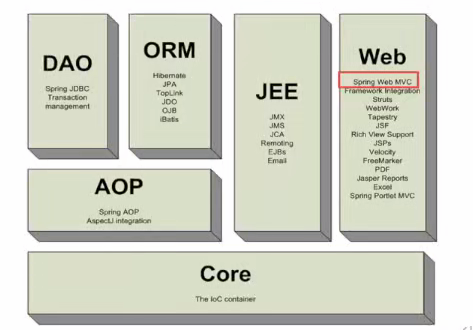 DAO
Spring JDBC
Transaction
management
ORM
Hibernate
JPA
TopLink
JDO
OJB
iBatis
JEE
JMX
JMS
JCA
Remoting
EJBs
Email
Web
Spring Web MVC
Framework Integration
Struts
WebWork
Tapestry
JSF
Rich View Support
JSPs
Velocity
FreeMarker
PDF
Jasper Reports
Excel
Spring Portlet MVC
AOP
Spring AOP
AspectJ integration
Core
The IoC container